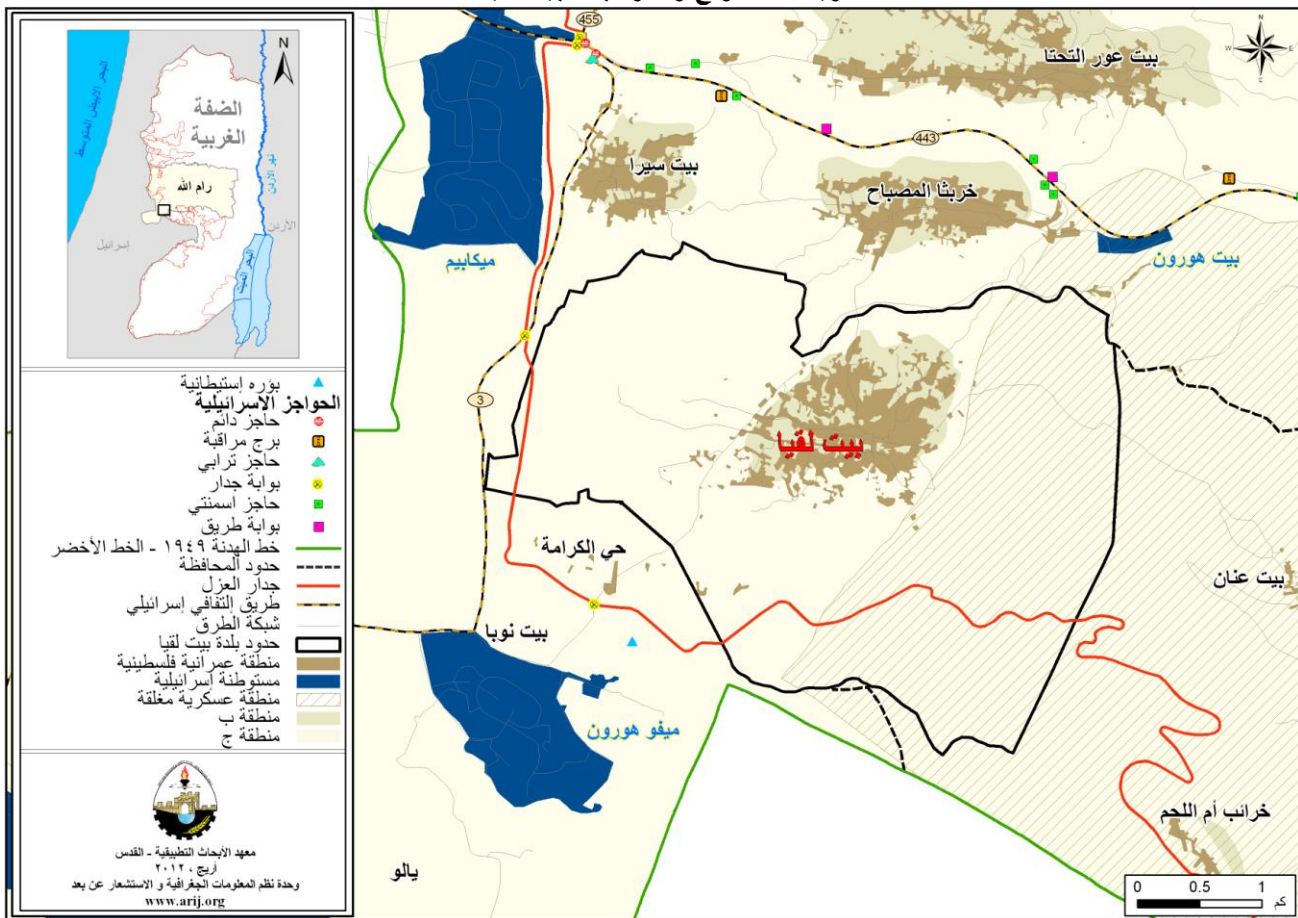 N
البحر الابيض المتوسط
الضفة
الغربية
رام الله
نهر الأردن
الأردن
إسرائيل
البحر الميت
بؤره إستيطانية
الحواجز الاسرائيلية
حاجز دائم
برج مراقبة
حاجز ترابي
بوابة جدار
حاجز اسمنتي
بوابة طريق
خط الهدنة ١٩٤٩ - الخط الأخضر
حدود المحافظة
جدار العزل
طريق إلتفافي إسرائيلي
شبكة الطرق
حدود بلدة بيت لقيا
منطقة عمرانية فلسطينية
مستوطنة إسرائيلية
منطقة عسكرية مغلقة
منطقة ب
منطقة ج
معهد الأبحاث التطبيقية - القدس
أريج ، ٢٠١٢
وحدة نظم المعلومات الجغرافية و الاستشعار عن بعد
www.arij.org
455
بيت عور التحتا
N
W E
S
443
بيت سيرا
خربثا المصباح
ميكابيم
بيت هورون
3
بيت لقيا
حي الكرامة
بيت عنان
بيت نوبا
ميفو هورون
خرائب أم اللحم
يالو
0 0.5 1
كم